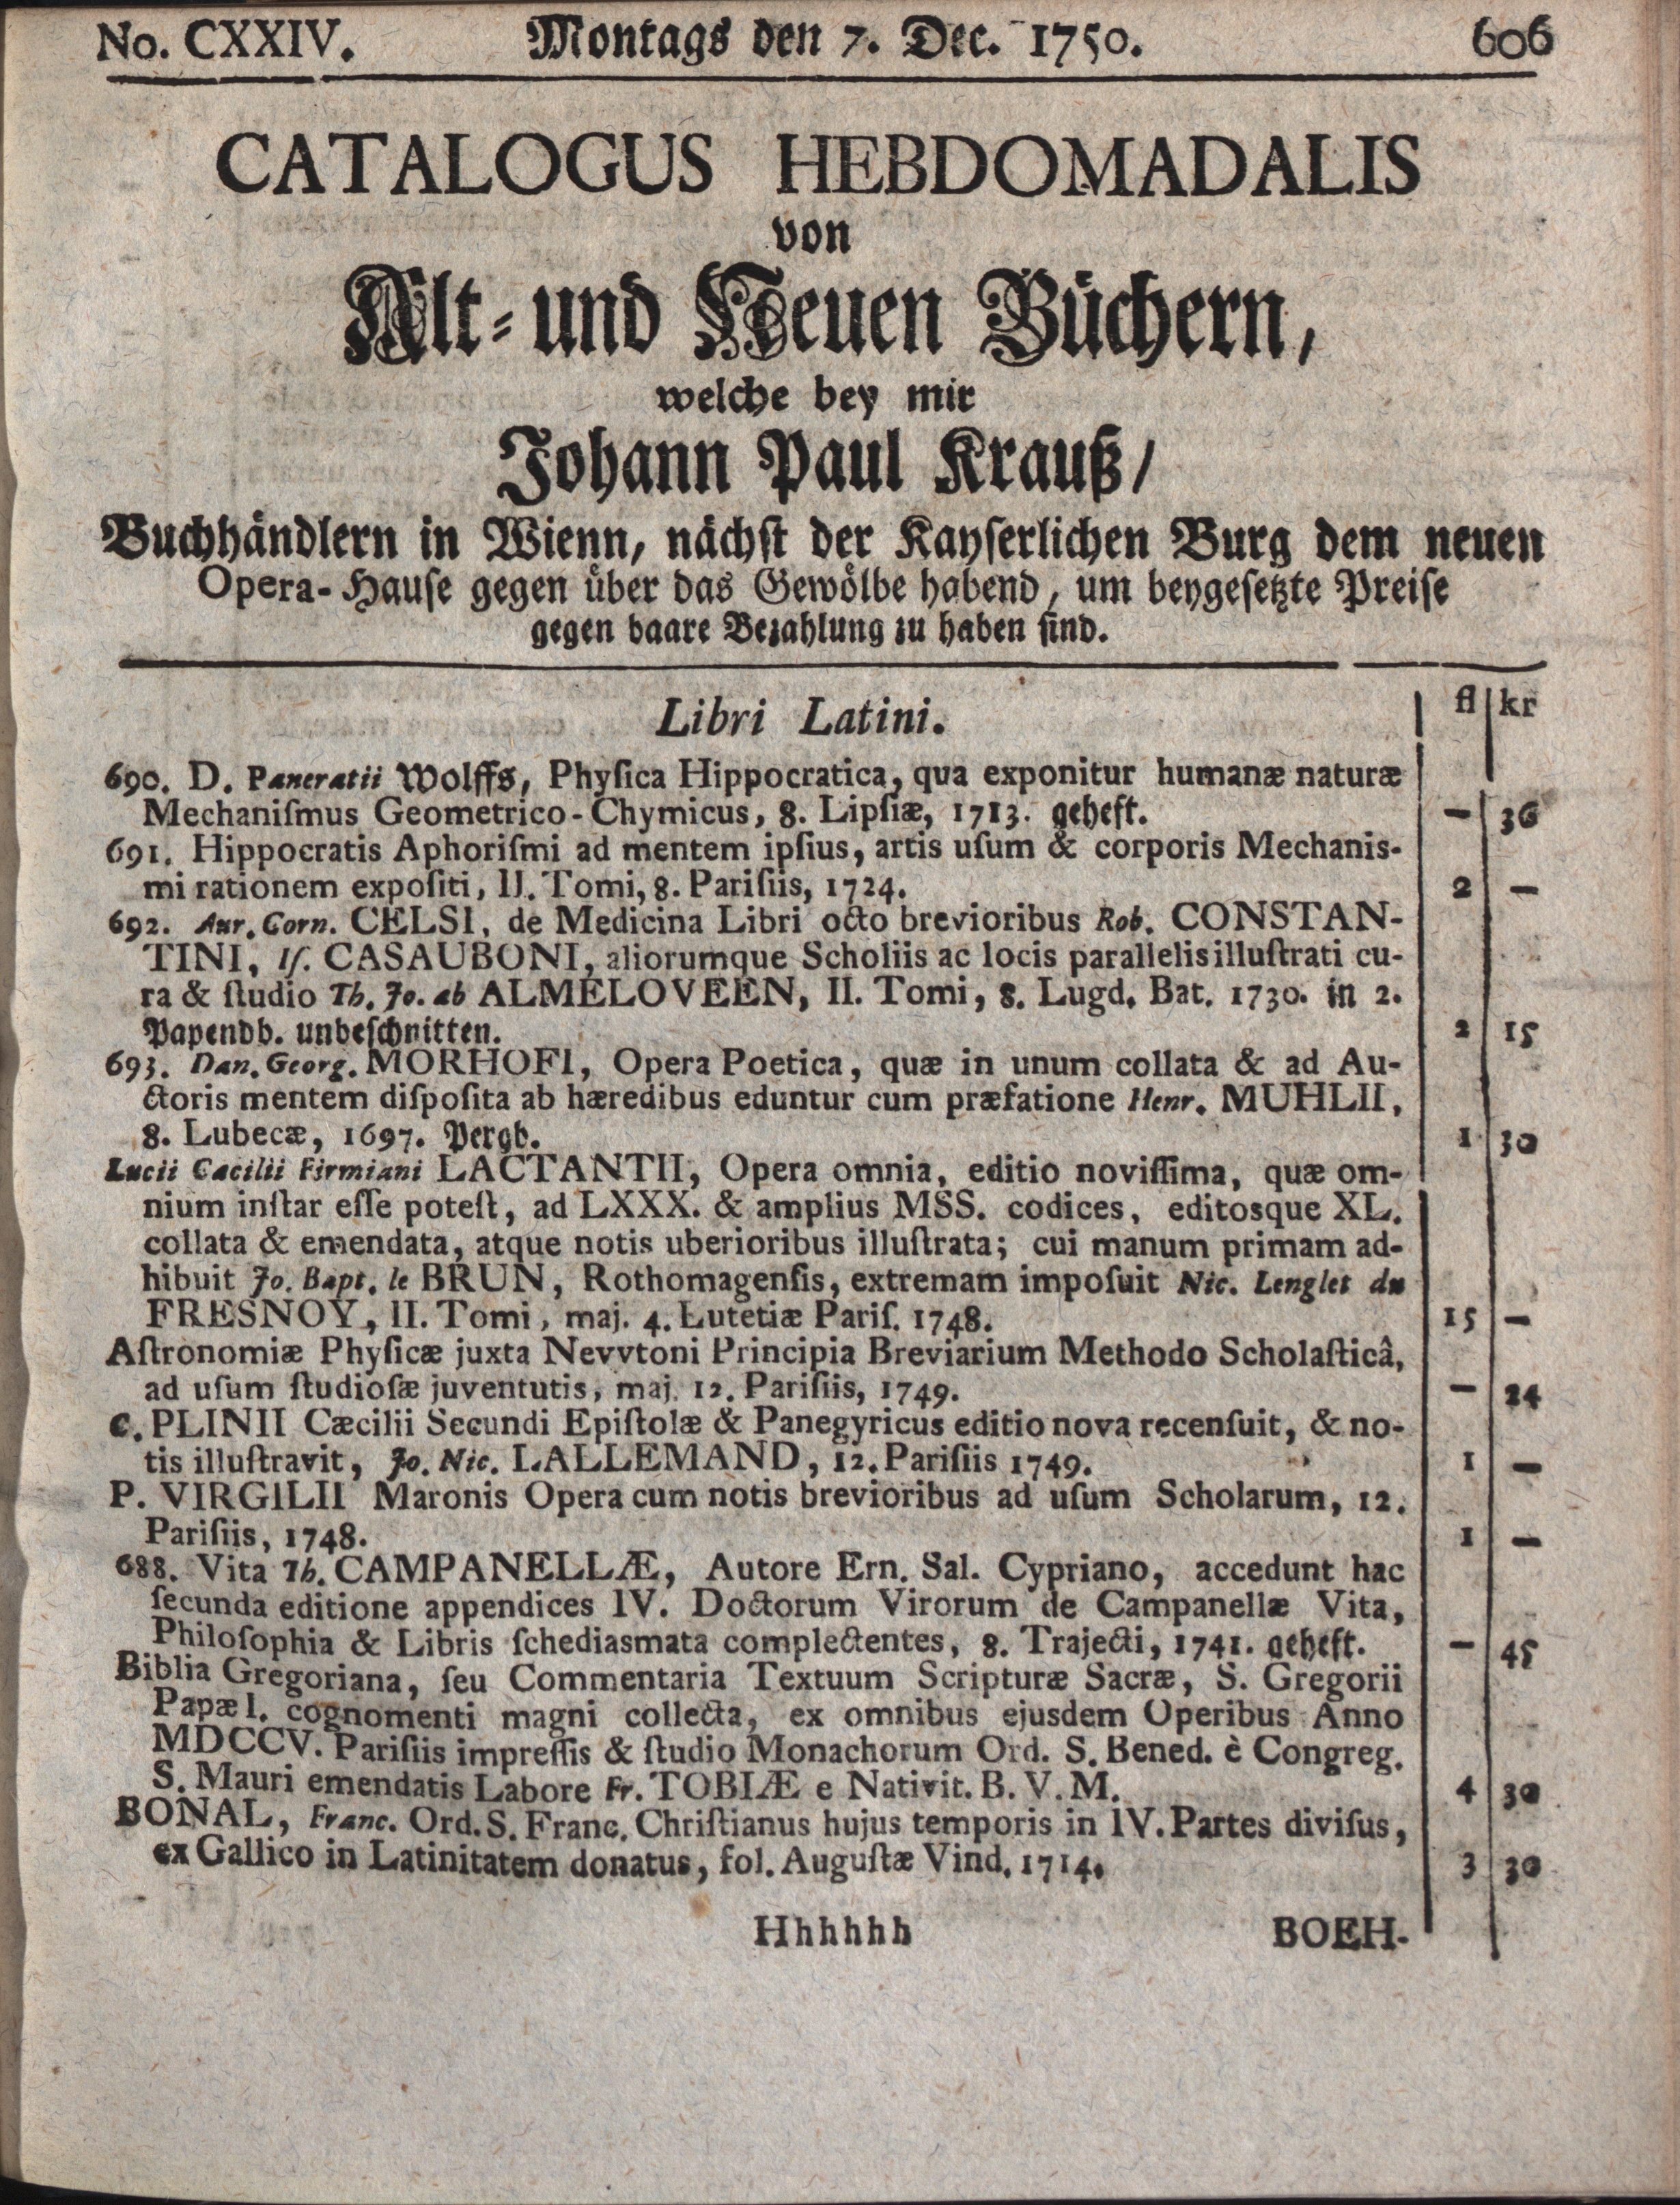 No. CXXIV. Montags den 7. Dec. 1750. 606
CATALOGUS HEBDOMADALIS
von
Alt- und Neuen Büchern,
welche bey mir
Johann Paul Krauß/
Buchhändlern in Wienn, nächſt der Kayſerlichen Burg dem neuen
Opera-Hauſe gegen über das Gewölbe habend, um beygeſetzte Preiſe
gegen baare Bezahlung zu haben ſind.
Libri Latini. fl kr
690. D. Pancratii Wolffs, Phyſica Hippocratica, qua exponitur humanæ naturæ
Mechaniſmus Geometrico-Chymicus, 8. Lipſiæ, 1713. geheft. — 36
691. Hippocratis Aphoriſmi ad mentem ipſius, artis uſum & corporis Mechanis-
mi rationem expoſiti, II. Tomi, 8. Pariſiis, 1724. 2 —
692. Aur. Corn. CELSI, de Medicina Libri octo brevioribus Rob. CONSTAN-
TINI, Iſ. CASAUBONI, aliorumque Scholiis ac locis parallelis illuſtrati cu-
ra & ſtudio Th. Jo. ab ALMELOVEEN, II. Tomi, 8. Lugd. Bat. 1730. in 2.
Papendb. unbeſchnitten. 2 15
693. Dan. Georg. MORHOFI, Opera Poetica, quæ in unum collata & ad Au-
ctoris mentem diſpoſita ab hæredibus eduntur cum præfatione Henr. MUHLII,
8. Lubecæ, 1697. Pergb. 1 30
Lucii Cæcilii Firmiani LACTANTII, Opera omnia, editio noviſſima, quæ om-
nium inſtar eſſe poteſt, ad LXXX. & amplius MSS. codices, editosque XL.
collata & emendata, atque notis uberioribus illuſtrata; cui manum primam ad-
hibuit Jo. Bapt. le BRUN, Rothomagenſis, extremam impoſuit Nic. Lenglet du
FRESNOY, II. Tomi, maj. 4. Lutetiæ Pariſ. 1748. 15 —
Aſtronomiæ Phyſicæ juxta Nevvtoni Principia Breviarium Methodo Scholaſticâ,
ad uſum ſtudioſæ juventutis, maj. 12. Pariſiis, 1749. — 24
C. PLINII Cæcilii Secundi Epiſtolæ & Panegyricus editio nova recenſuit, & no-
tis illuſtravit, Jo. Nic. LALLEMAND, 12. Pariſiis 1749. 1 —
P. VIRGILII Maronis Opera cum notis brevioribus ad uſum Scholarum, 12.
Pariſiis, 1748. 1 —
688. Vita Th. CAMPANELLÆ, Autore Ern. Sal. Cypriano, accedunt hac
ſecunda editione appendices IV. Doctorum Virorum de Campanellæ Vita,
Philoſophia & Libris ſchediasmata complectentes, 8. Trajecti, 1741. geheft. — 45
Biblia Gregoriana, ſeu Commentaria Textuum Scripturæ Sacræ, S. Gregorii
Papæ I. cognomenti magni collecta, ex omnibus ejusdem Operibus Anno
MDCCV. Pariſiis impreſſis & ſtudio Monachorum Ord. S. Bened. è Congreg.
S. Mauri emendatis Labore Fr. TOBIÆ e Nativit. B. V. M. 4 30
BONAL, Franc. Ord. S. Franc. Chriſtianus hujus temporis in IV. Partes diviſus,
ex Gallico in Latinitatem donatus, fol. Auguſtæ Vind. 1714. 3 30
Hhhhhh BOEH-